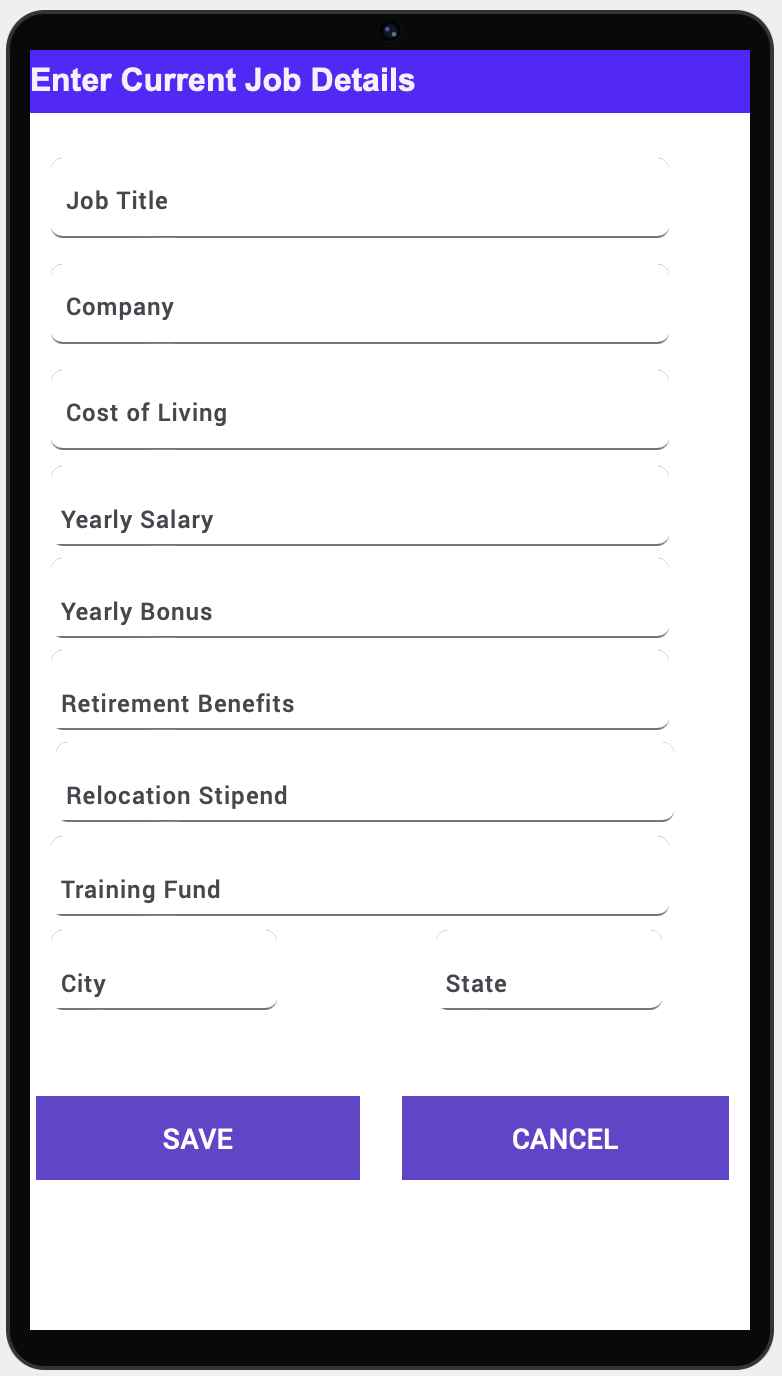 Enter Current Job Details
Job Title
Company
Cost of Living
Yearly Salary
Yearly Bonus
Retirement Benefits
Relocation Stipend
Training Fund
City State
SAVE CANCEL